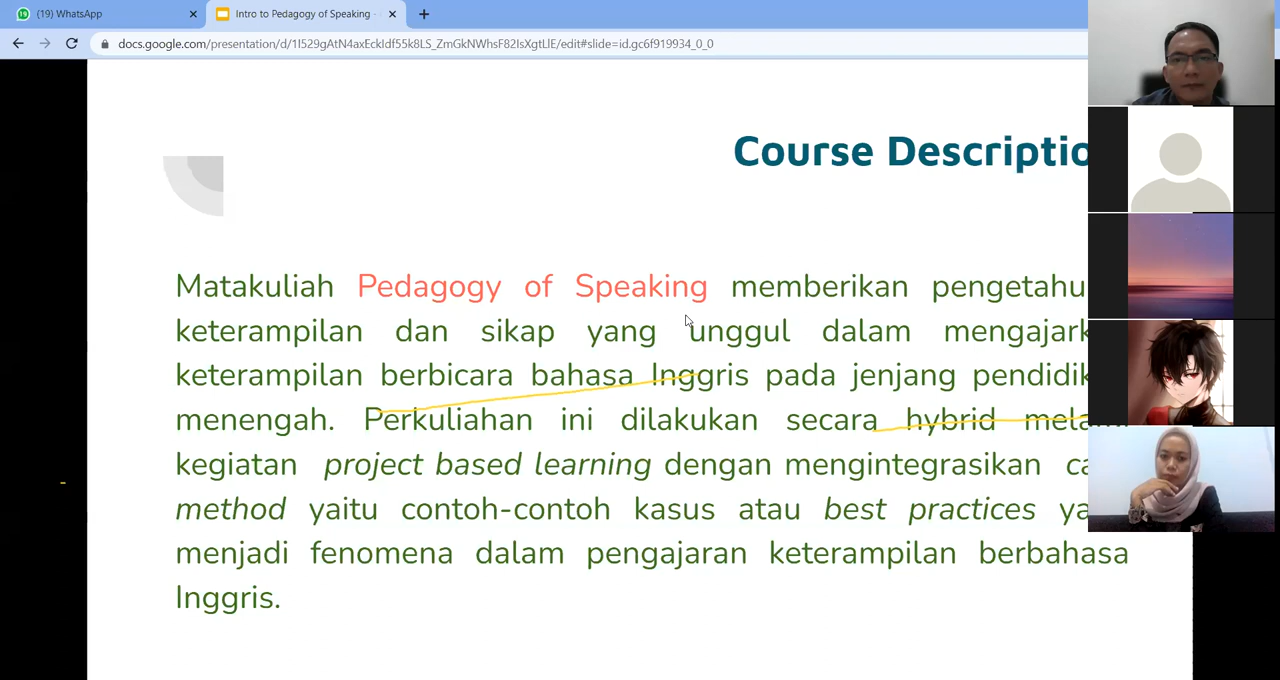 (19) WhatsApp
Intro to Pedagogy of Speaking -
docs.google.com/presentation/d/1I529gAtN4axEckIdf55k8LS_ZmGkNWhsF82IsXgtLlE/edit#slide=id.gc6f919934_0_0
Course Descriptio
Matakuliah Pedagogy of Speaking memberikan pengetahu
keterampilan dan sikap yang unggul dalam mengajark
keterampilan berbicara bahasa Inggris pada jenjang pendidik
menengah. Perkuliahan ini dilakukan secara hybrid mela
kegiatan project based learning dengan mengintegrasikan ca
method yaitu contoh-contoh kasus atau best practices ya
menjadi fenomena dalam pengajaran keterampilan berbahasa
Inggris.